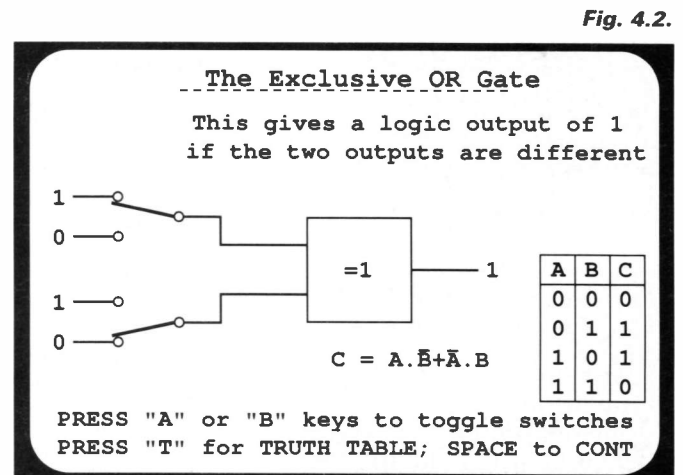 Fig. 4.2.
The Exclusive OR Gate
This gives a logic output of 1
if the two outputs are different
1
0
=1
1
1
0
A B C
0 0 0
0 1 1
1 0 1
1 1 0
C = A.B̅+A̅.B
PRESS "A" or "B" keys to toggle switches
PRESS "T" for TRUTH TABLE; SPACE to CONT